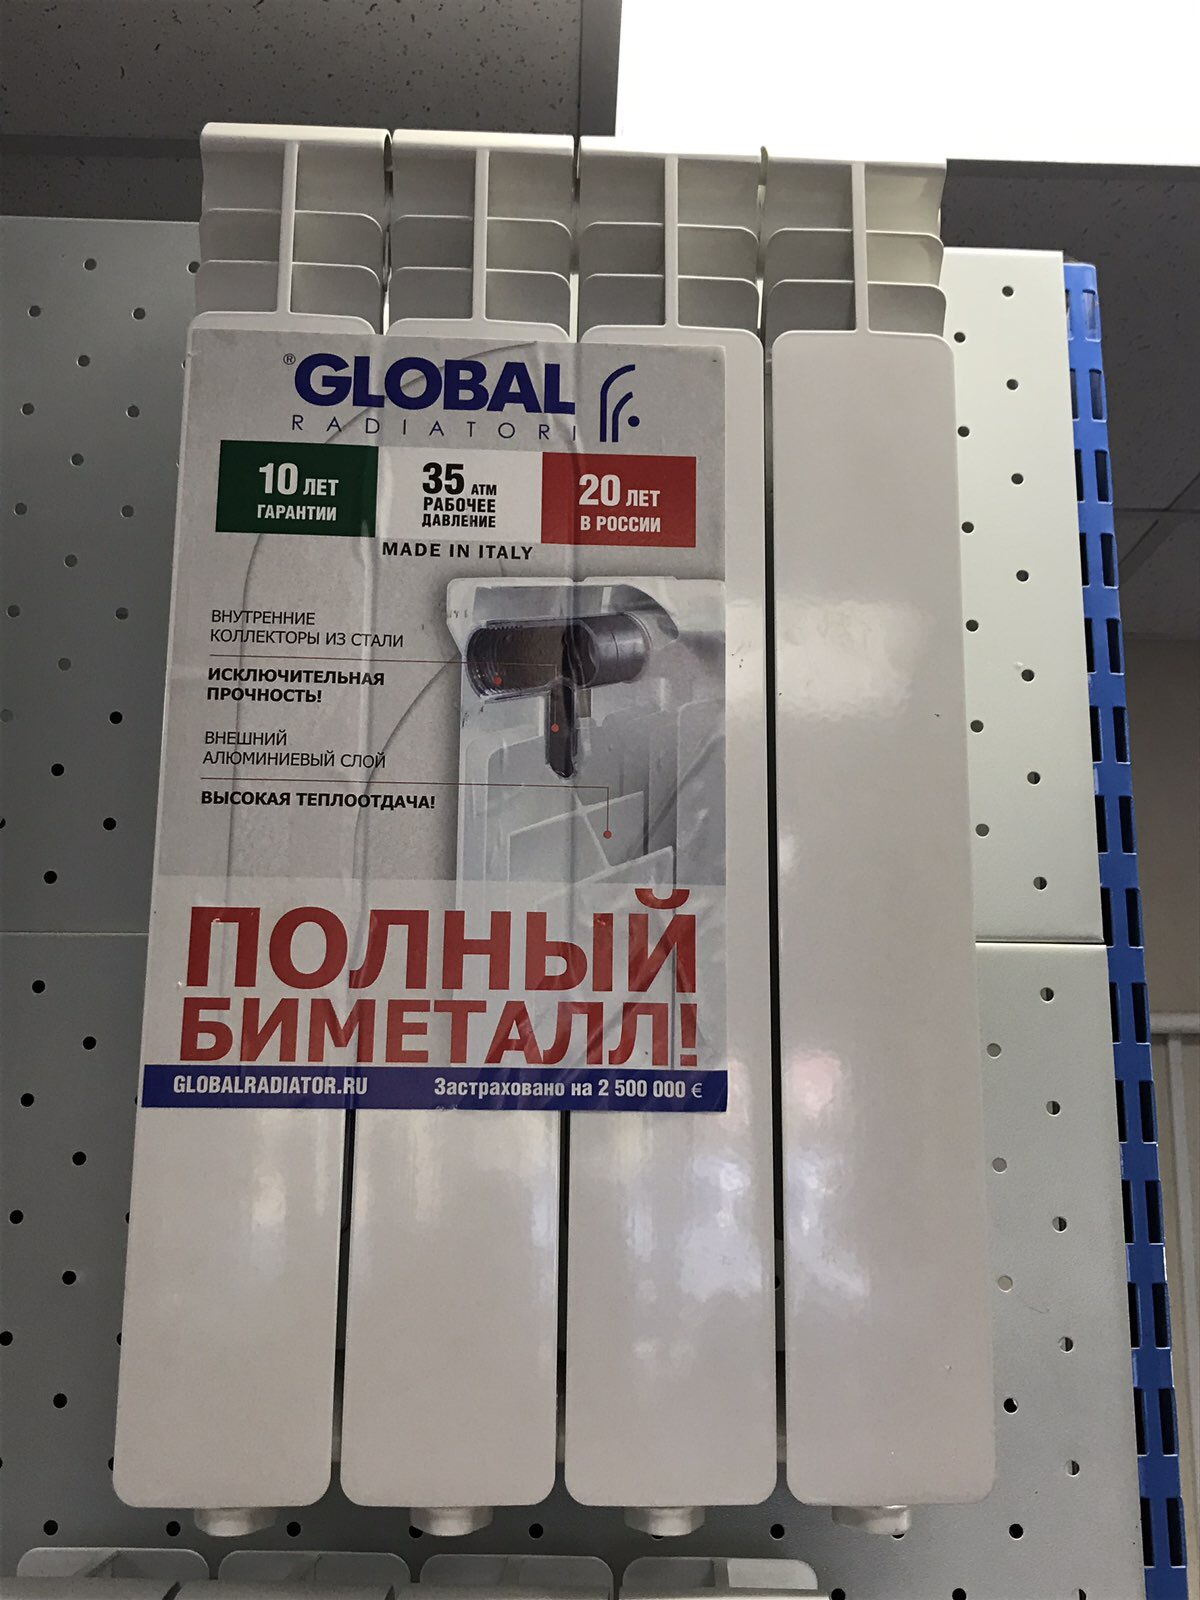 ®GLOBAL
RADIATORI
10 ЛЕТ
ГАРАНТИИ
35 АТМ
РАБОЧЕЕ
ДАВЛЕНИЕ
20 ЛЕТ
В РОССИИ
MADE IN ITALY
ВНУТРЕННИЕ
КОЛЛЕКТОРЫ ИЗ СТАЛИ
ИСКЛЮЧИТЕЛЬНАЯ
ПРОЧНОСТЬ!
ВНЕШНИЙ
АЛЮМИНИЕВЫЙ СЛОЙ
ВЫСОКАЯ ТЕПЛООТДАЧА!
ПОЛНЫЙ
БИМЕТАЛЛ!
GLOBALRADIATOR.RU Застраховано на 2 500 000 €